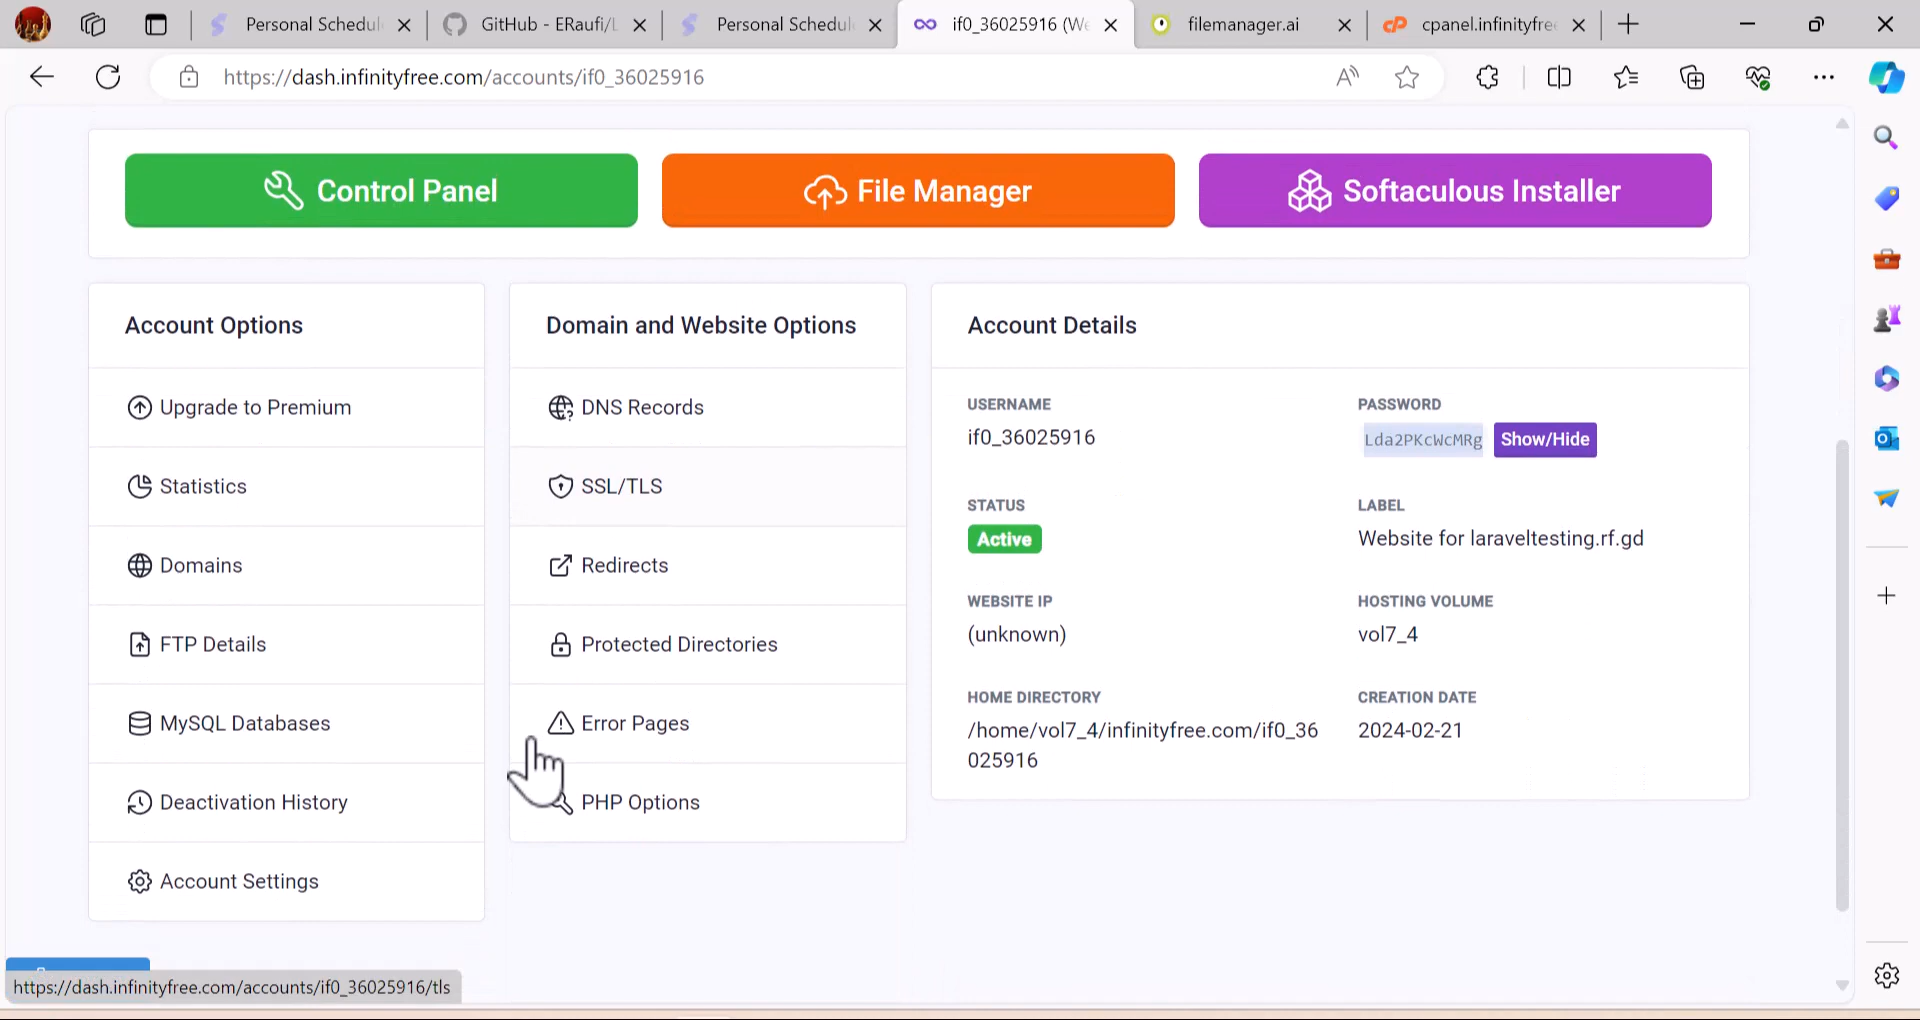 Personal Schedul
GitHub - ERaufi/L
Personal Schedul
if0_36025916 (We
filemanager.ai
cpanel.infinityfree
https://dash.infinityfree.com/accounts/if0_36025916
Control Panel
File Manager
Softaculous Installer
Account Options
Upgrade to Premium
Statistics
Domains
FTP Details
MySQL Databases
Deactivation History
Account Settings
Domain and Website Options
DNS Records
SSL/TLS
Redirects
Protected Directories
Error Pages
PHP Options
Account Details
USERNAME
if0_36025916
PASSWORD
Lda2PKcWcMRg Show/Hide
STATUS
Active
LABEL
Website for laraveltesting.rf.gd
WEBSITE IP
(unknown)
HOSTING VOLUME
vol7_4
HOME DIRECTORY
/home/vol7_4/infinityfree.com/if0_36
025916
CREATION DATE
2024-02-21
https://dash.infinityfree.com/accounts/if0_36025916/tls